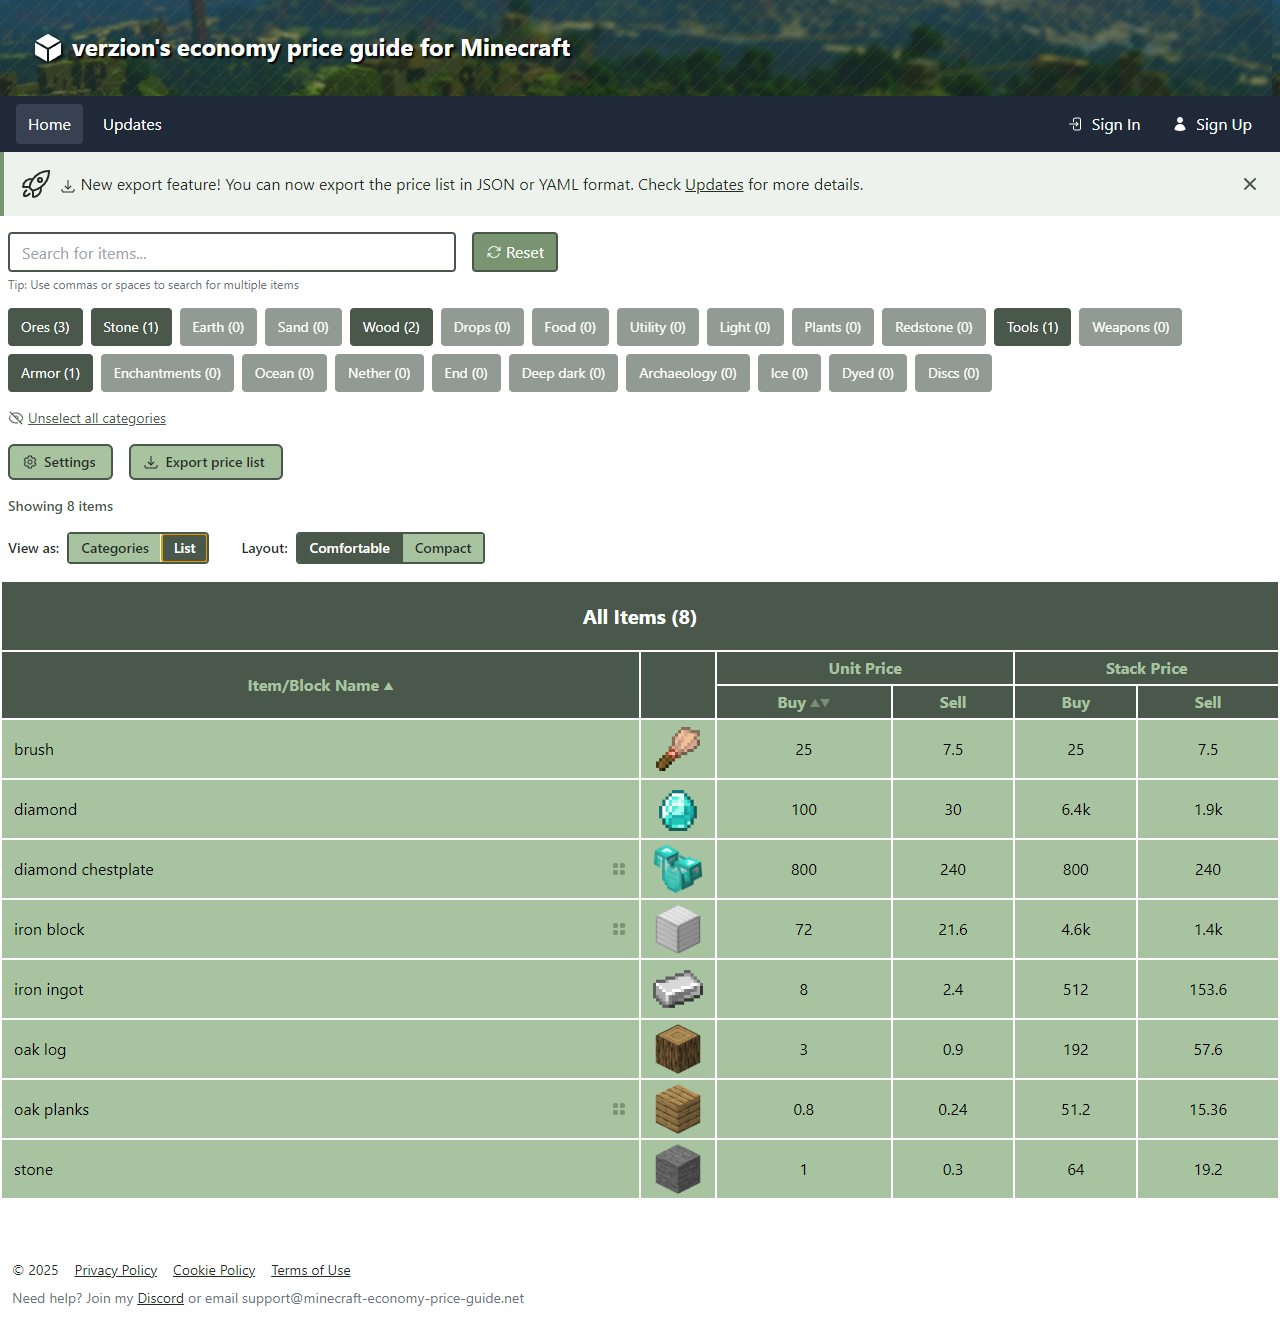 verzion's economy price guide for Minecraft
Home Updates Sign In Sign Up
New export feature! You can now export the price list in JSON or YAML format. Check Updates for more details.
Search for items... Reset
Tip: Use commas or spaces to search for multiple items
Ores (3) Stone (1) Earth (0) Sand (0) Wood (2) Drops (0) Food (0) Utility (0) Light (0) Plants (0) Redstone (0) Tools (1) Weapons (0)
Armor (1) Enchantments (0) Ocean (0) Nether (0) End (0) Deep dark (0) Archaeology (0) Ice (0) Dyed (0) Discs (0)
Unselect all categories
Settings Export price list
Showing 8 items
View as: Categories List Layout: Comfortable Compact
All Items (8)
Item/Block Name ▲ Unit Price Stack Price
Buy ▲▼ Sell Buy Sell
brush 25 7.5 25 7.5
diamond 100 30 6.4k 1.9k
diamond chestplate 800 240 800 240
iron block 72 21.6 4.6k 1.4k
iron ingot 8 2.4 512 153.6
oak log 3 0.9 192 57.6
oak planks 0.8 0.24 51.2 15.36
stone 1 0.3 64 19.2
© 2025 Privacy Policy Cookie Policy Terms of Use
Need help? Join my Discord or email support@minecraft-economy-price-guide.net